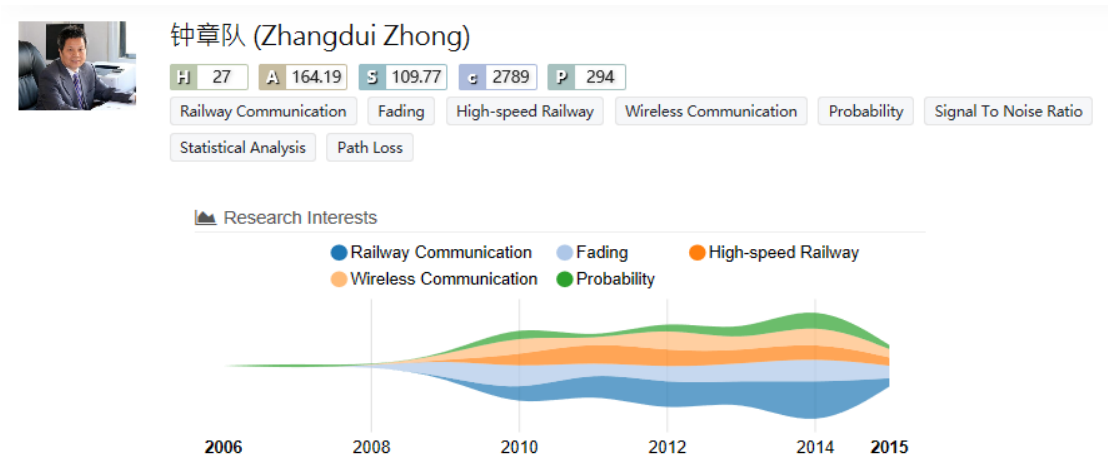 钟章队 (Zhangdui Zhong)
H 27 A 164.19 S 109.77 c 2789 P 294
Railway Communication Fading High-speed Railway Wireless Communication Probability Signal To Noise Ratio
Statistical Analysis Path Loss
Research Interests
Railway Communication Fading High-speed Railway
Wireless Communication Probability
2006 2008 2010 2012 2014 2015